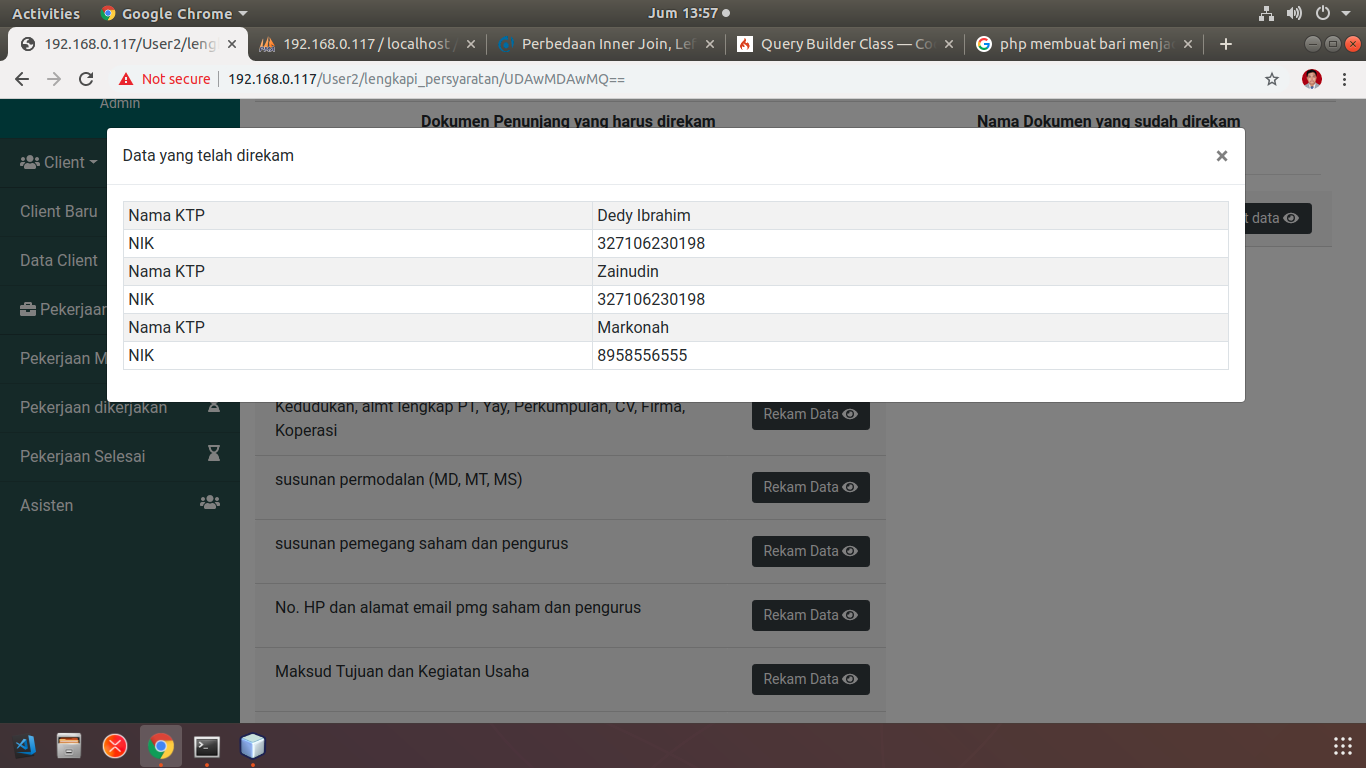 Activities Google Chrome Jum 13:57
192.168.0.117/User2/leng 192.168.0.117 / localhost / Perbedaan Inner Join, Le Query Builder Class — Co php membuat bari menja
Not secure 192.168.0.117/User2/lengkapi_persyaratan/UDAwMDAwMQ==
Admin
Client
Client Baru
Data Client
Pekerjaan
Pekerjaan M
Pekerjaan dikerjakan
Pekerjaan Selesai
Asisten
Dokumen Penunjang yang harus direkam
Nama Dokumen yang sudah direkam
Data yang telah direkam ×
Nama KTP Dedy Ibrahim
NIK 327106230198
Nama KTP Zainudin
NIK 327106230198
Nama KTP Markonah
NIK 8958556555
t data
Kedudukan, almt lengkap PT, Yay, Perkumpulan, CV, Firma,
Koperasi
Rekam Data
susunan permodalan (MD, MT, MS)
Rekam Data
susunan pemegang saham dan pengurus
Rekam Data
No. HP dan alamat email pmg saham dan pengurus
Rekam Data
Maksud Tujuan dan Kegiatan Usaha
Rekam Data